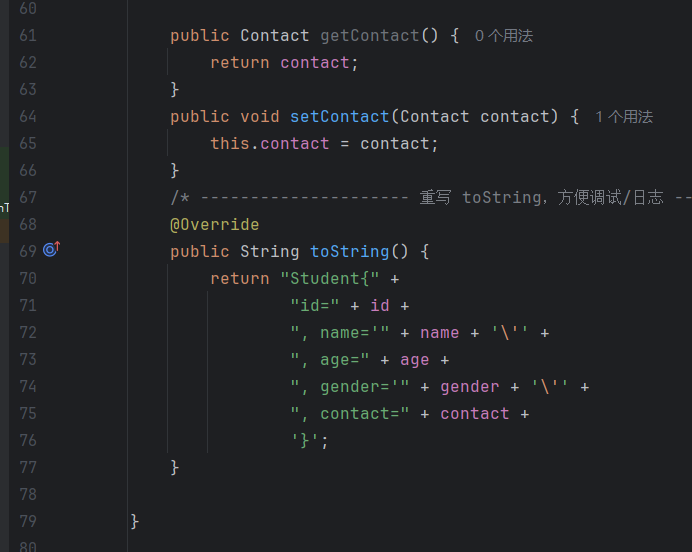 60
61 public Contact getContact() { 0 个用法
62 return contact;
63 }
64 public void setContact(Contact contact) { 1 个用法
65 this.contact = contact;
66 }
67 /* --------------------- 重写 toString，方便调试/日志 --
68 @Override
69 public String toString() {
70 return "Student{" +
71 "id=" + id +
72 ", name='" + name + '\'' +
73 ", age=" + age +
74 ", gender='" + gender + '\'' +
75 ", contact=" + contact +
76 '}';
77 }
78
79 }
80